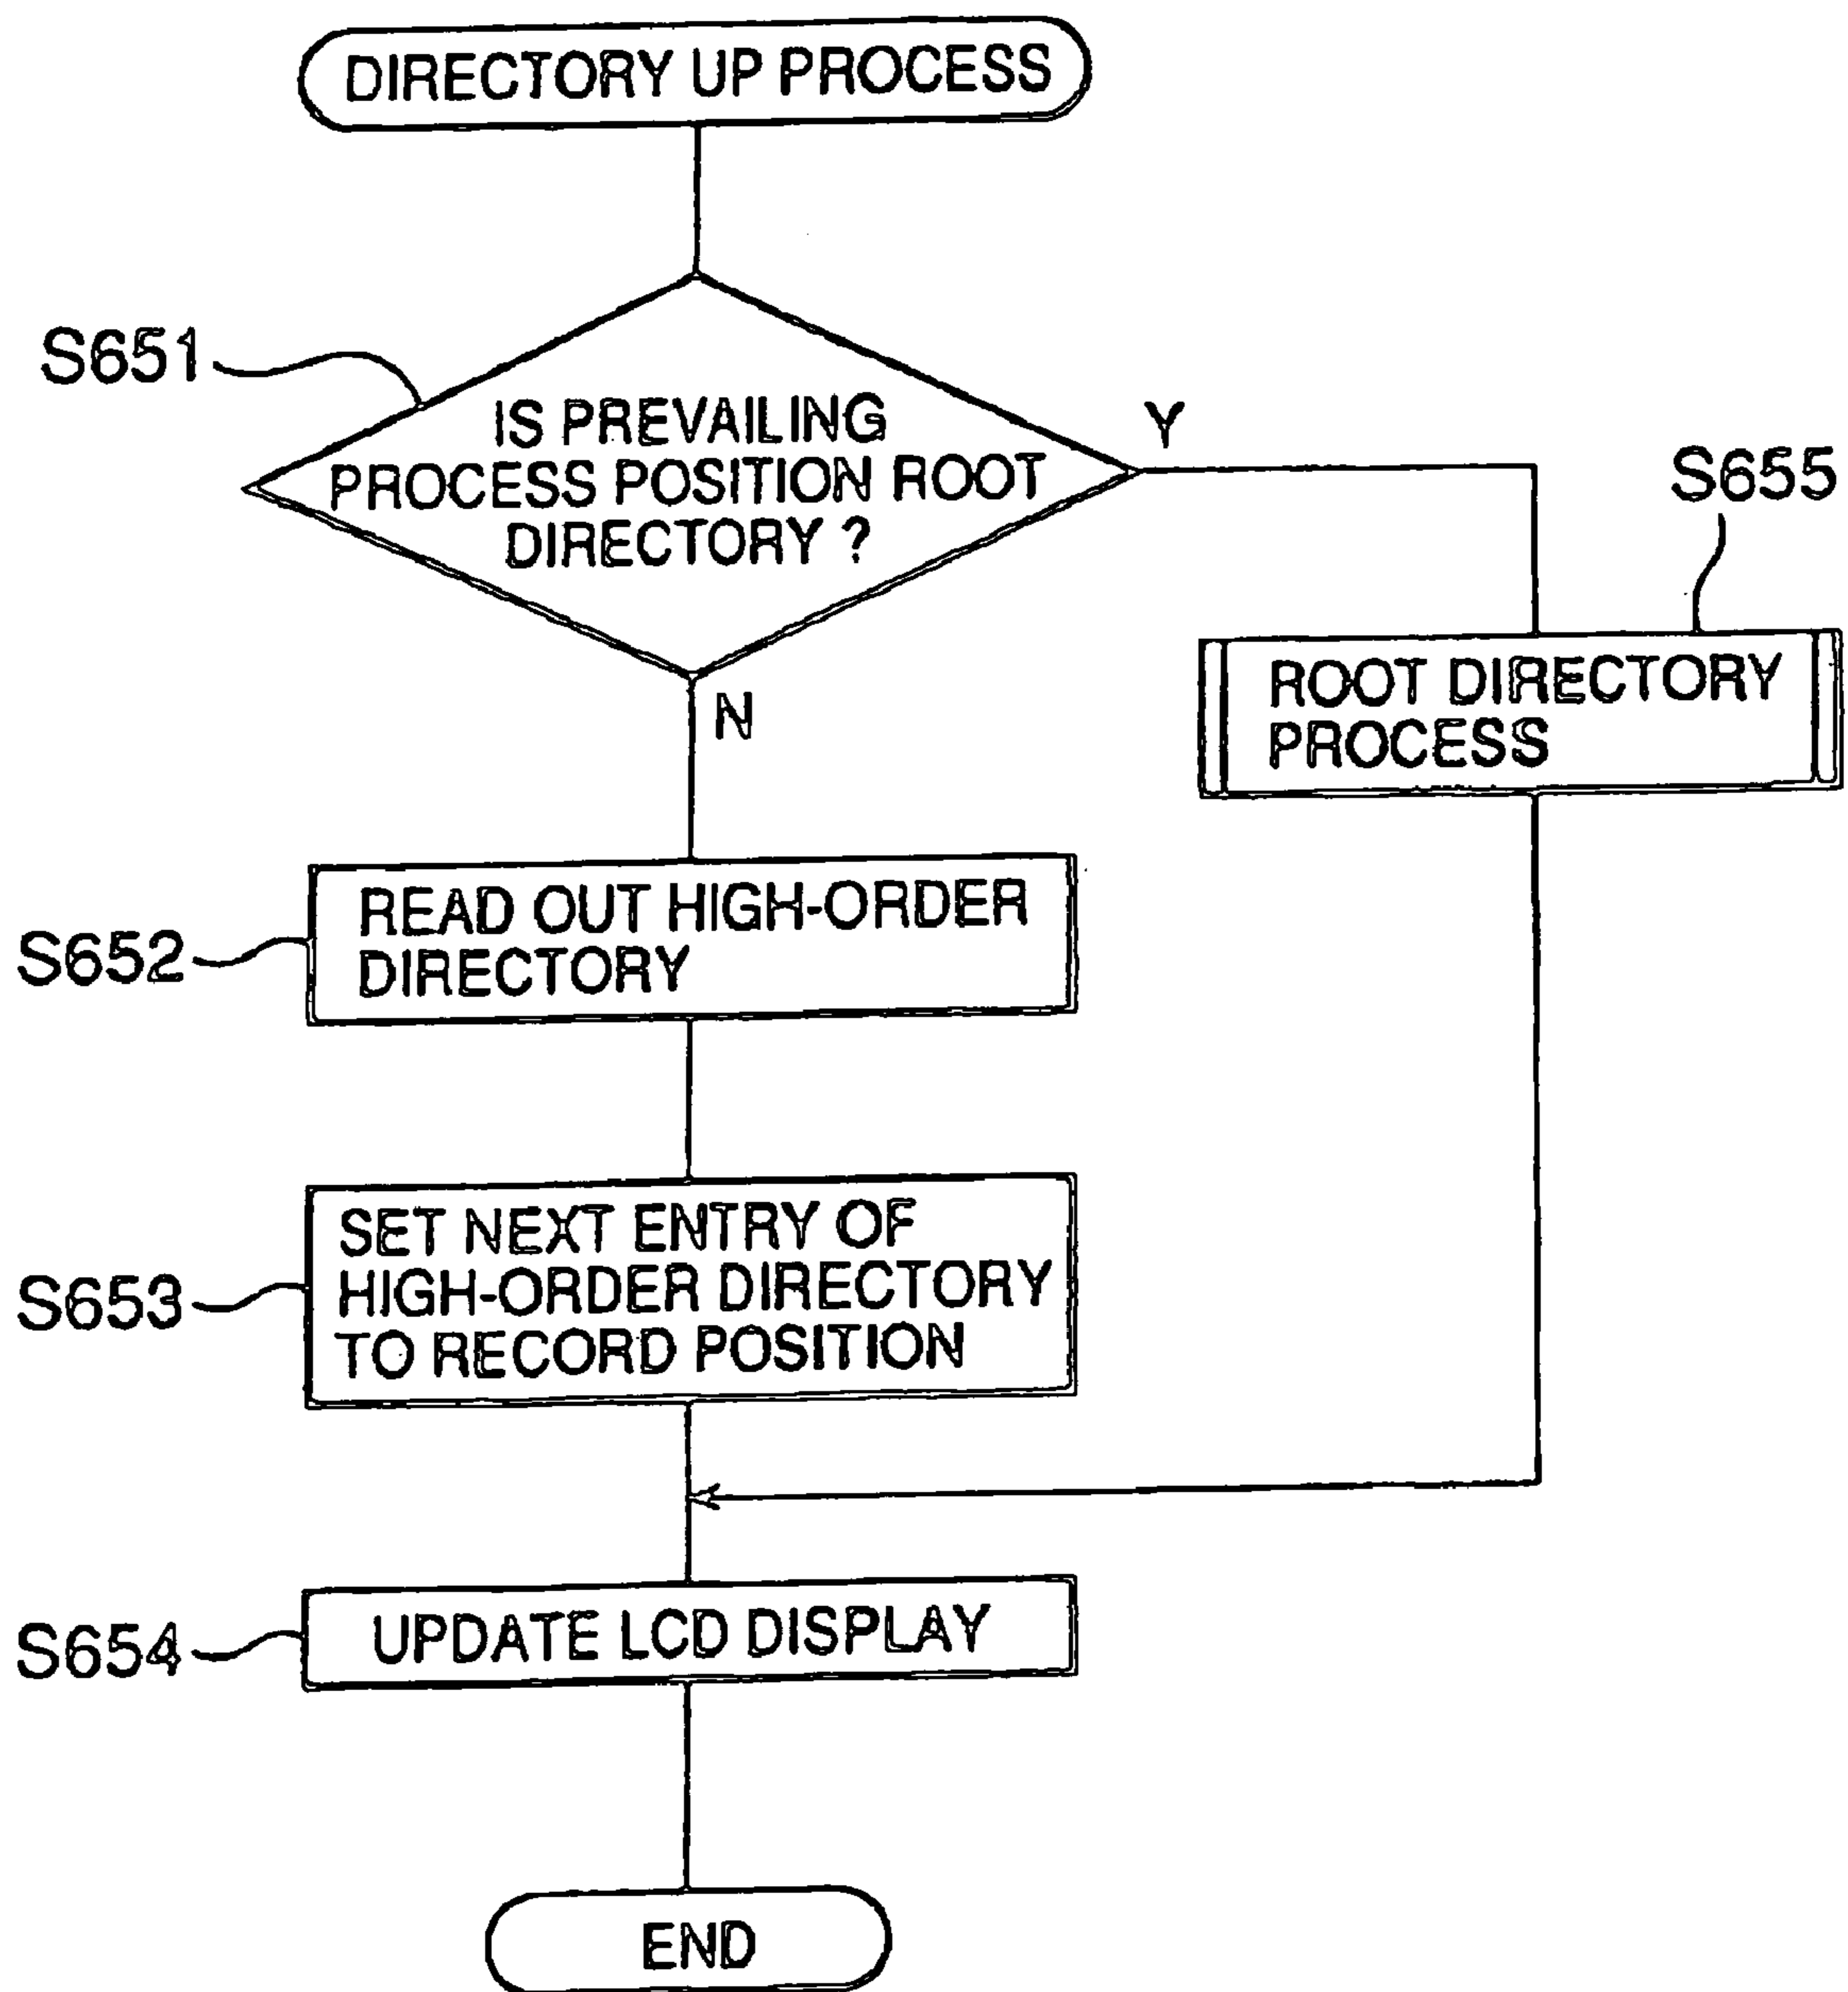 DIRECTORY UP PROCESS
S651
IS PREVAILING
PROCESS POSITION ROOT
DIRECTORY ?
Y
S655
ROOT DIRECTORY
PROCESS
N
S652
READ OUT HIGH-ORDER
DIRECTORY
S653
SET NEXT ENTRY OF
HIGH-ORDER DIRECTORY
TO RECORD POSITION
S654
UPDATE LCD DISPLAY
END